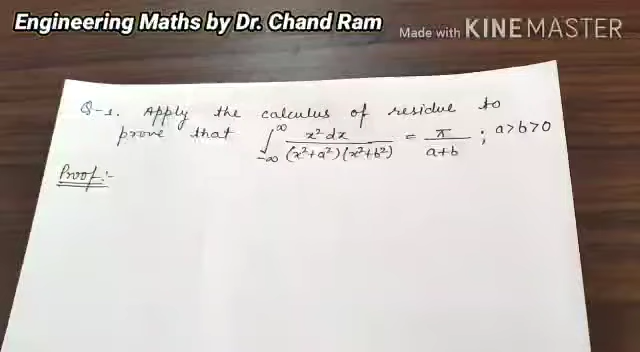 Engineering Maths by Dr. Chand Ram
Made with KINEMASTER
Q-1. Apply the calculus of residue to
prove that ∫_{-∞}^{∞} x² dx / (x²+a²)(x²+b²) = π / a+b ; a>b>0
Proof:-